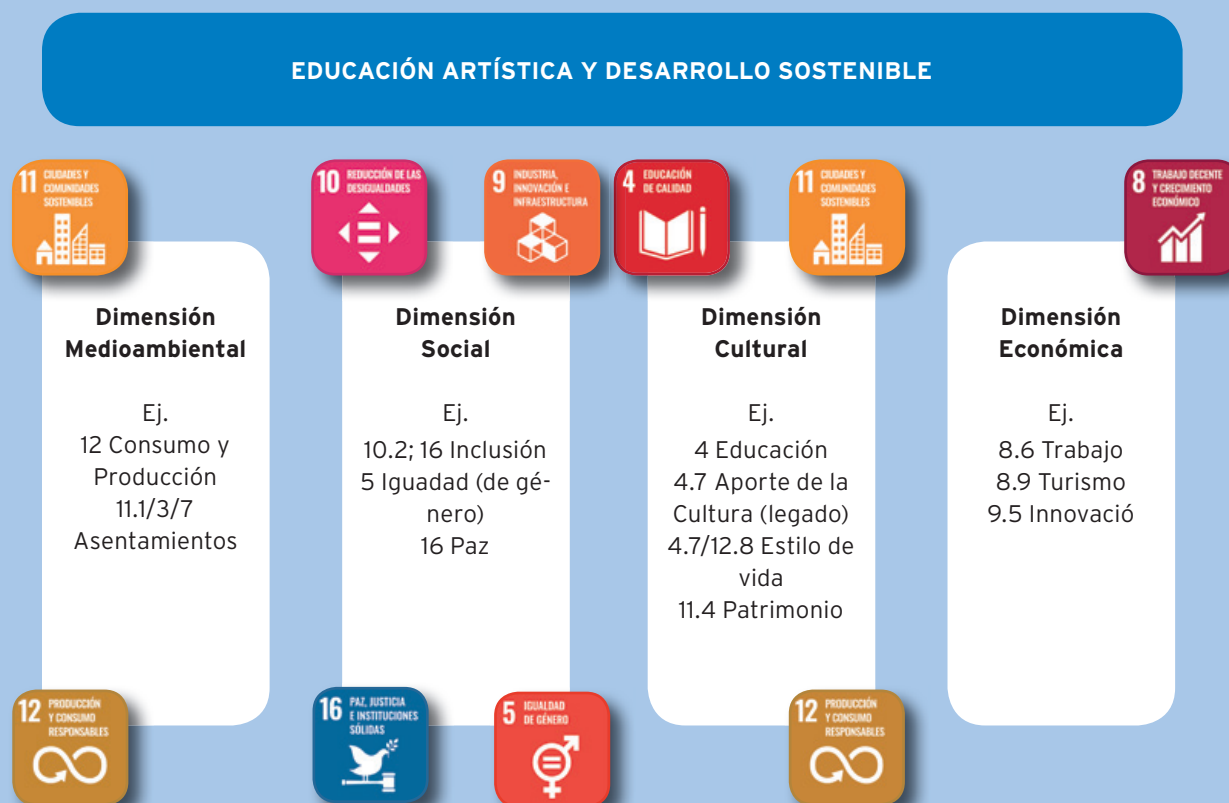 EDUCACIÓN ARTÍSTICA Y DESARROLLO SOSTENIBLE
11 CIUDADES Y
COMUNIDADES
SOSTENIBLES
10 REDUCCIÓN DE LAS
DESIGUALDADES
9 INDUSTRIA,
INNOVACIÓN E
INFRAESTRUCTURA
4 EDUCACIÓN
DE CALIDAD
11 CIUDADES Y
COMUNIDADES
SOSTENIBLES
8 TRABAJO DECENTE
Y CRECIMIENTO
ECONÓMICO
Dimensión
Medioambiental
Ej.
12 Consumo y
Producción
11.1/3/7
Asentamientos
Dimensión
Social
Ej.
10.2; 16 Inclusión
5 Iguadad (de gé-
nero)
16 Paz
Dimensión
Cultural
Ej.
4 Educación
4.7 Aporte de la
Cultura (legado)
4.7/12.8 Estilo de
vida
11.4 Patrimonio
Dimensión
Económica
Ej.
8.6 Trabajo
8.9 Turismo
9.5 Innovació
12 PRODUCCIÓN
Y CONSUMO
RESPONSABLES
16 PAZ, JUSTICIA
E INSTITUCIONES
SÓLIDAS
5 IGUALDAD
DE GÉNERO
12 PRODUCCIÓN
Y CONSUMO
RESPONSABLES